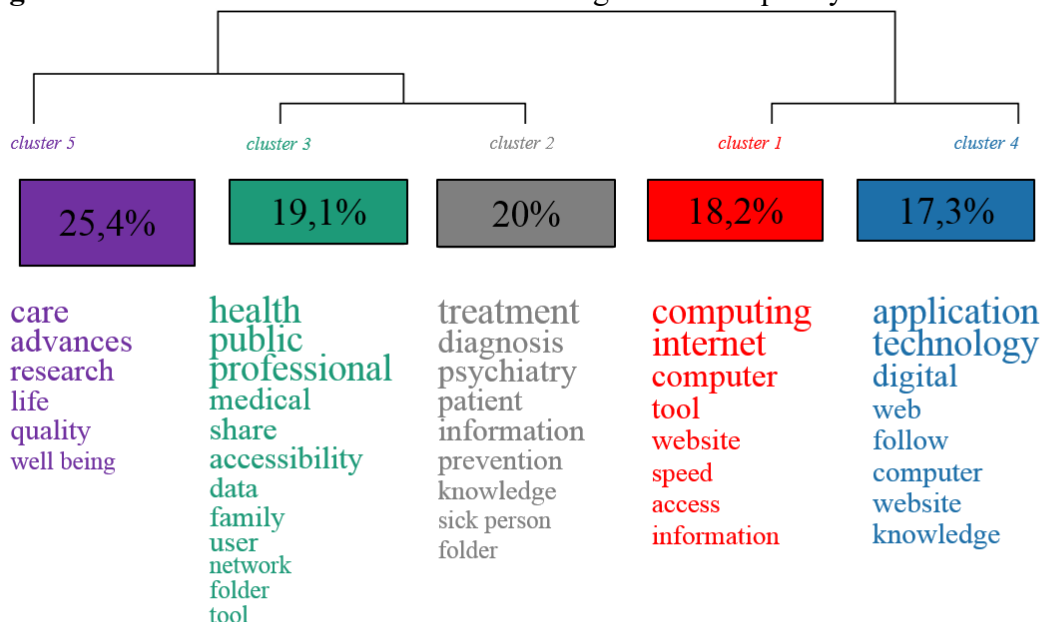 cluster 5
cluster 3
cluster 2
cluster 1
cluster 4
25,4%
19,1%
20%
18,2%
17,3%
care
advances
research
life
quality
well being
health
public
professional
medical
share
accessibility
data
family
user
network
folder
tool
treatment
diagnosis
psychiatry
patient
information
prevention
knowledge
sick person
folder
computing
internet
computer
tool
website
speed
access
information
application
technology
digital
web
follow
computer
website
knowledge